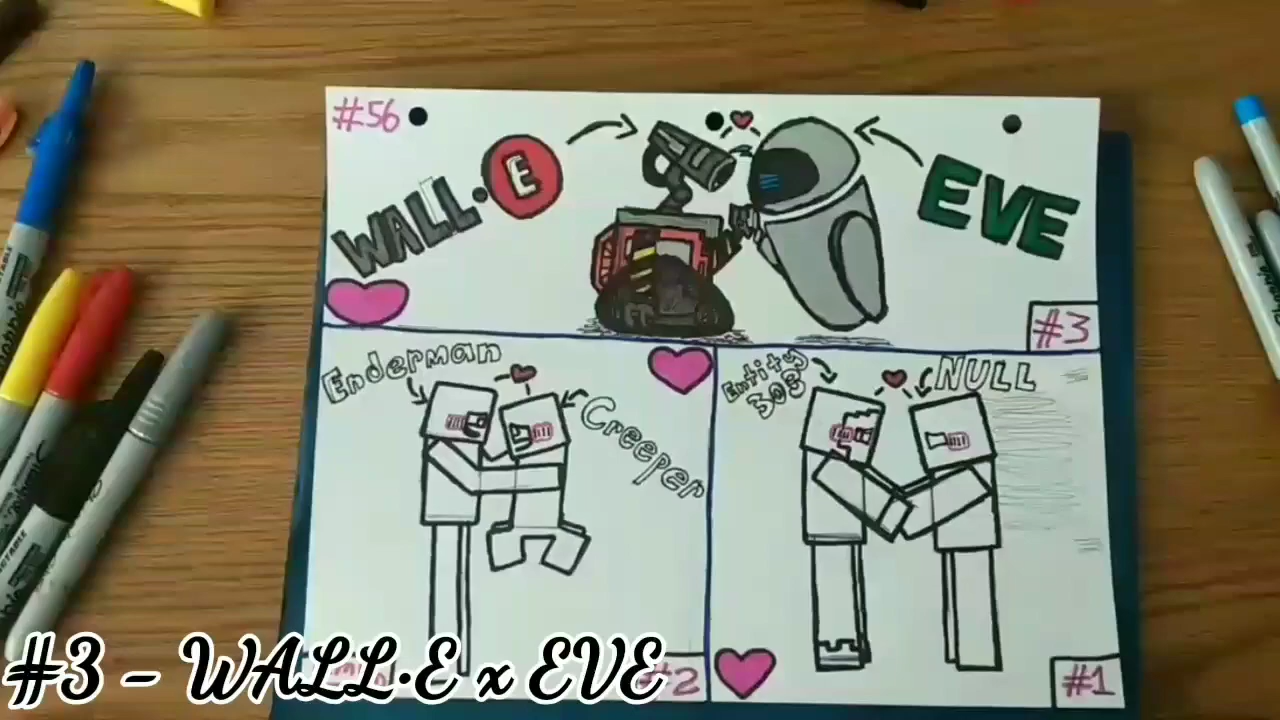 #56
WALL·E
EVE
#3
Enderman
Creeper
#2
Entity
303
NULL
#1
#3 - WALL·E x EVE